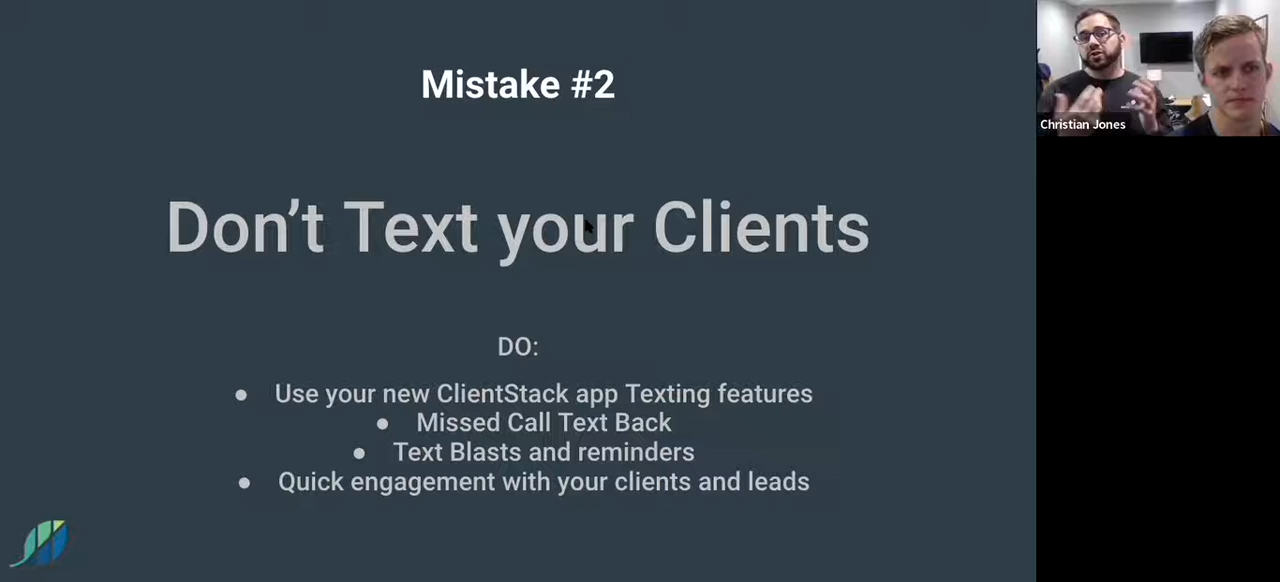 Mistake #2
Don't Text your Clients
DO:
● Use your new ClientStack app Texting features
● Missed Call Text Back
● Text Blasts and reminders
● Quick engagement with your clients and leads
Christian Jones